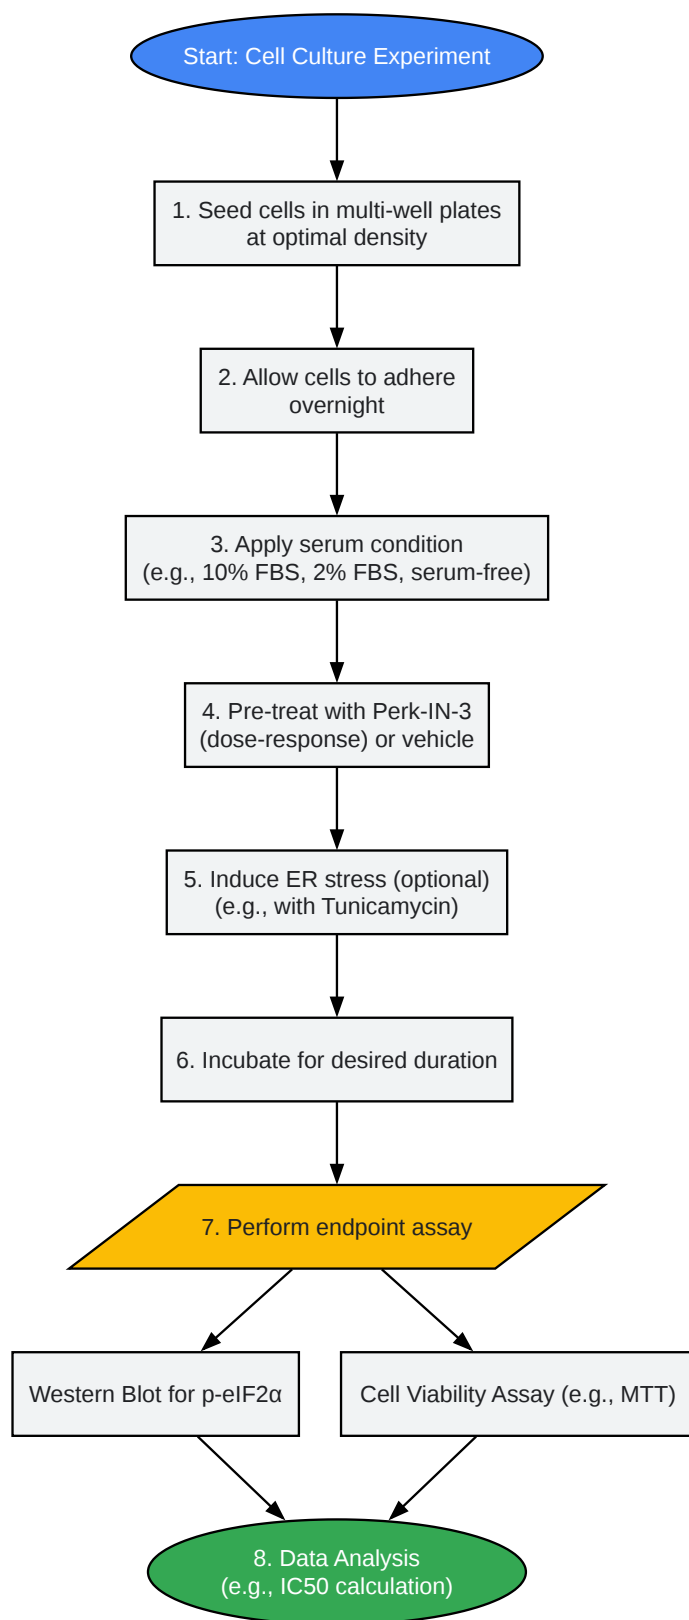 Start: Cell Culture Experiment
1. Seed cells in multi-well plates
at optimal density
2. Allow cells to adhere
overnight
3. Apply serum condition
(e.g., 10% FBS, 2% FBS, serum-free)
4. Pre-treat with Perk-IN-3
(dose-response) or vehicle
5. Induce ER stress (optional)
(e.g., with Tunicamycin)
6. Incubate for desired duration
7. Perform endpoint assay
Western Blot for p-eIF2α
Cell Viability Assay (e.g., MTT)
8. Data Analysis
(e.g., IC50 calculation)